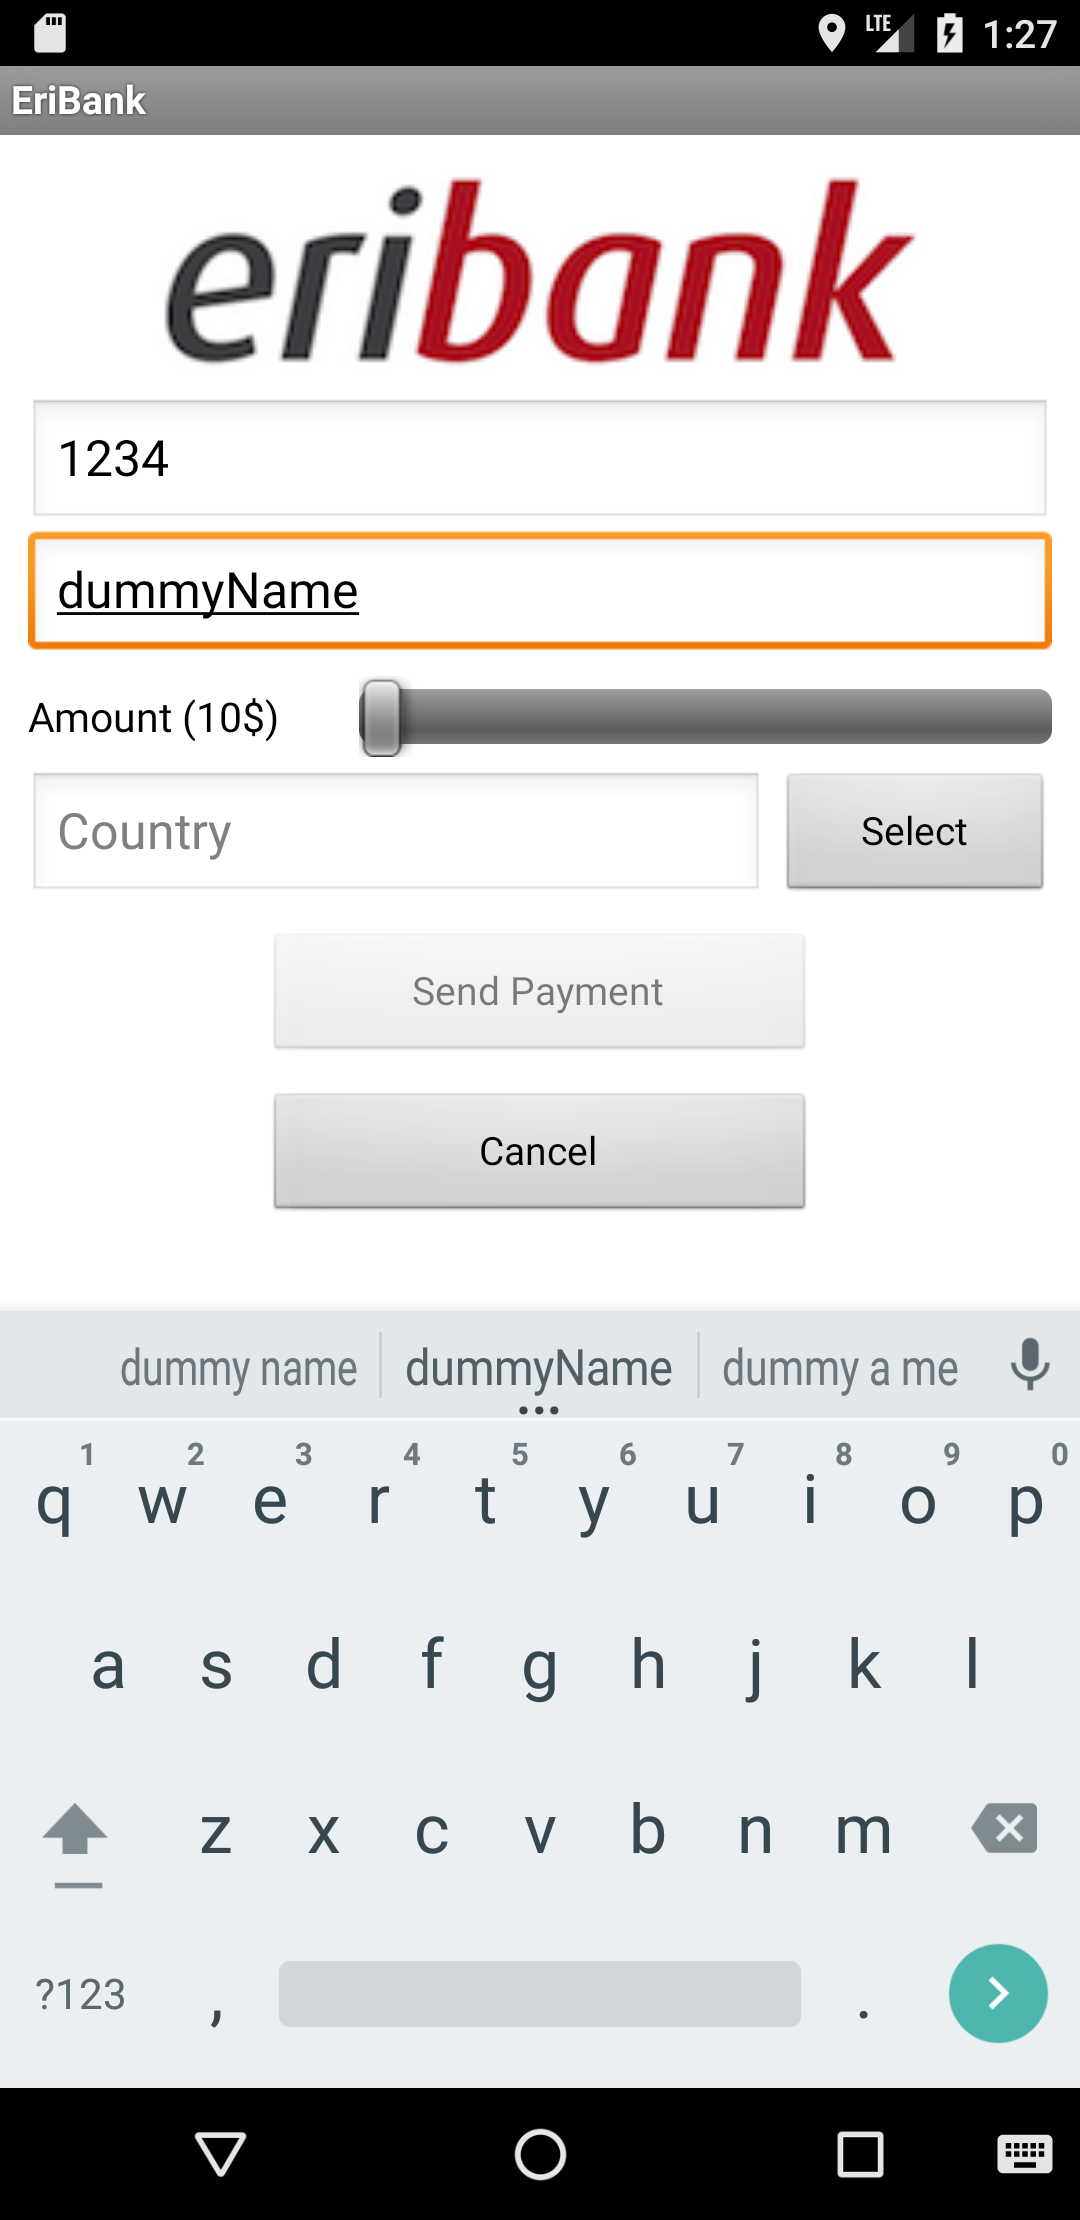 LTE 1:27
EriBank
eribank
1234
dummyName
Amount (10$)
Country
Select
Send Payment
Cancel
dummy name dummyName dummy a me
1 2 3 4 5 6 7 8 9 0
q w e r t y u i o p
a s d f g h j k l
z x c v b n m
?123 , .